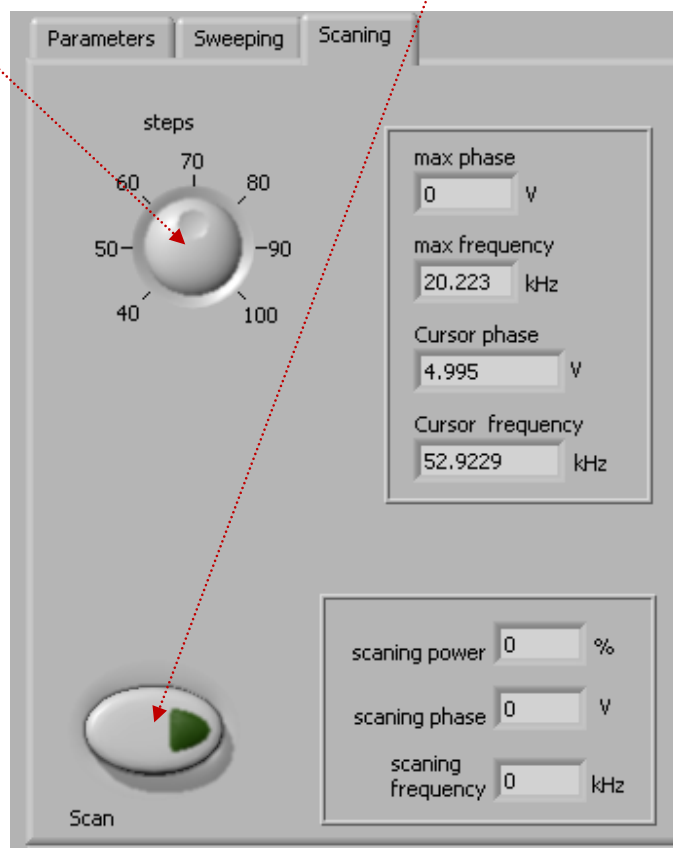 Parameters Sweeping Scaning
steps
70
60 80
50 90
40 100
max phase
0 V
max frequency
20.223 kHz
Cursor phase
4.995 V
Cursor frequency
52.9229 kHz
scaning power 0 %
scaning phase 0 V
scaning
frequency 0 kHz
Scan